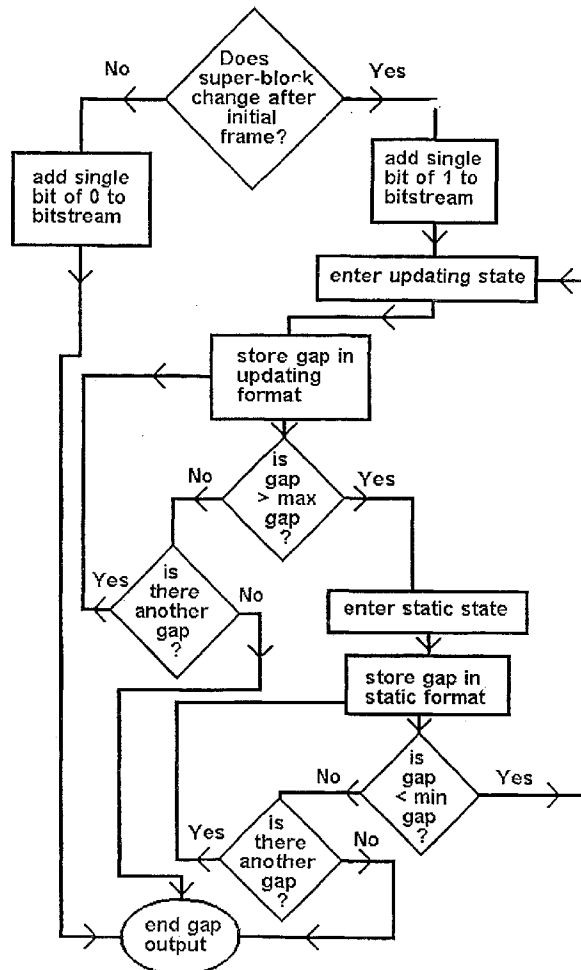 Does
super-block
change after
initial
frame?
No
Yes
add single
bit of 0 to
bitstream
add single
bit of 1 to
bitstream
enter updating state
store gap in
updating
format
is
gap
> max
gap
?
No
Yes
is
there
another
gap
?
Yes
No
enter static state
store gap in
static format
is
gap
< min
gap
?
No
Yes
is
there
another
gap
?
Yes
No
end gap
output